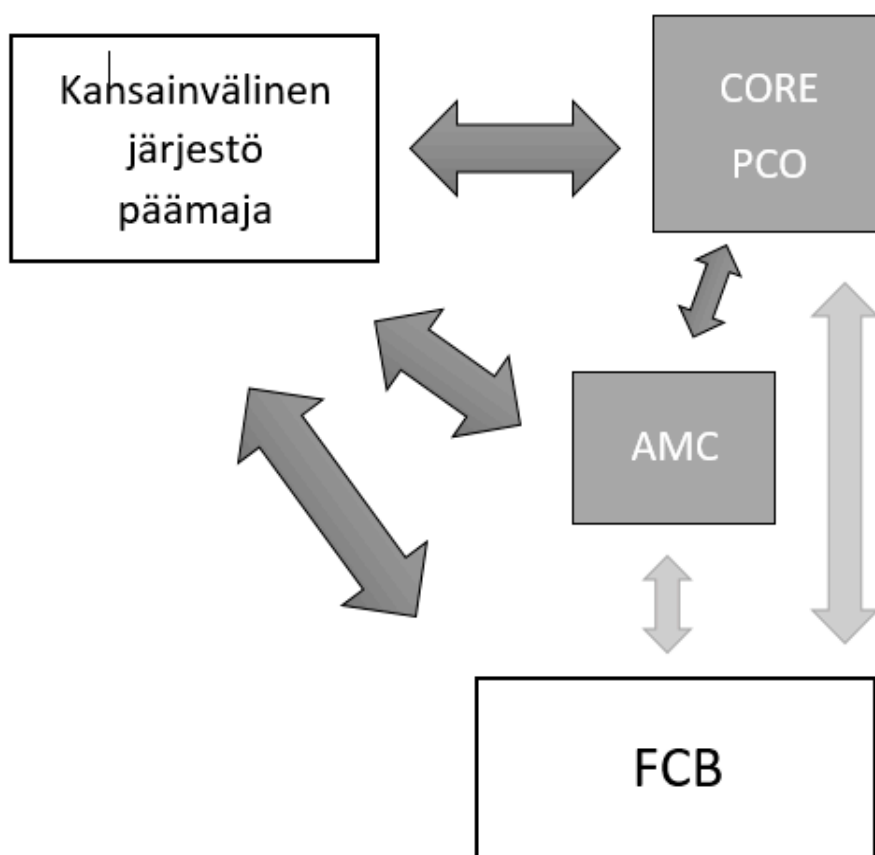 Kansainvälinen
järjestö
päämaja
CORE
PCO
AMC
FCB